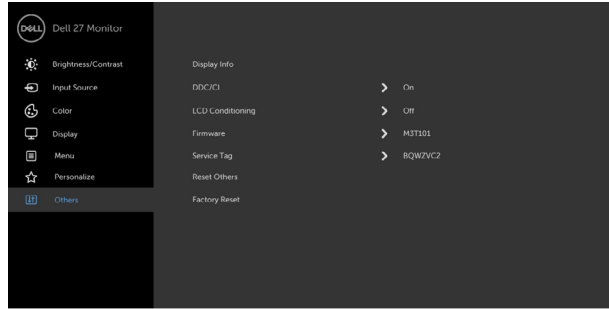 DELL Dell 27 Monitor
Brightness/Contrast
Input Source
Color
Display
Menu
Personalize
Others
Display Info
DDC/CI On
LCD Conditioning Off
Firmware M3T101
Service Tag BQWZVC2
Reset Others
Factory Reset